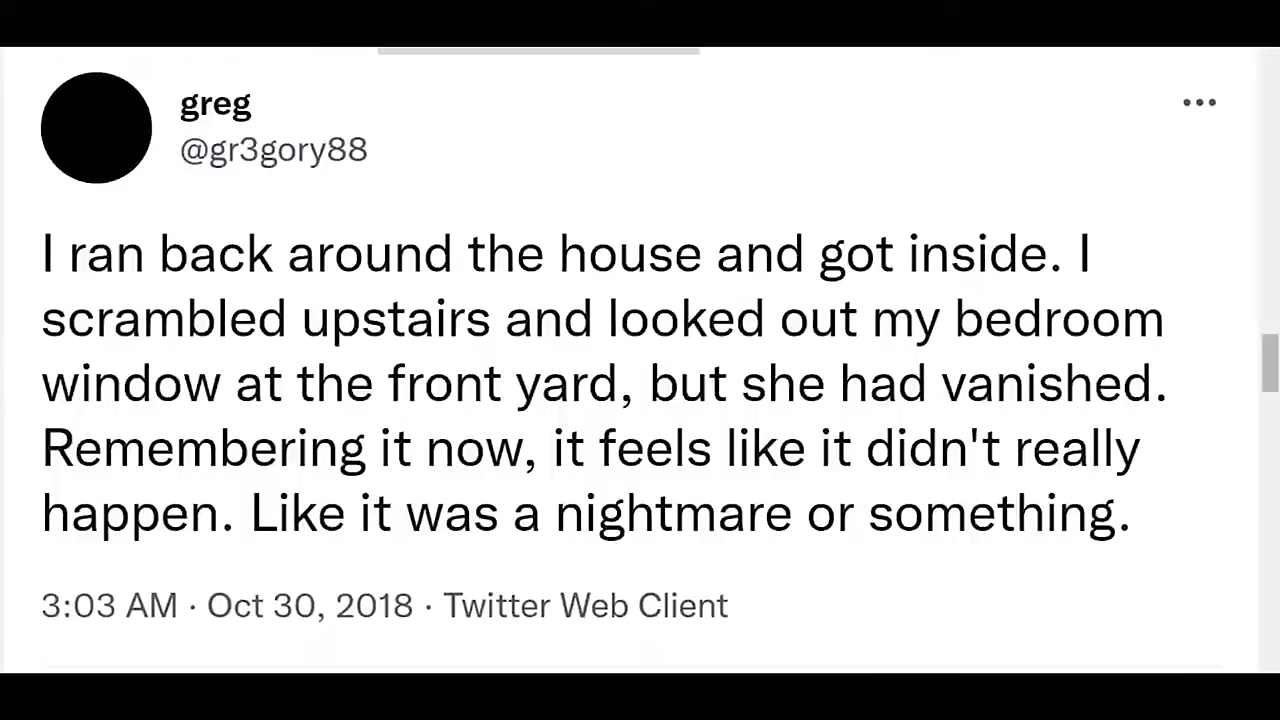 greg
@gr3gory88
I ran back around the house and got inside. I
scrambled upstairs and looked out my bedroom
window at the front yard, but she had vanished.
Remembering it now, it feels like it didn't really
happen. Like it was a nightmare or something.
3:03 AM · Oct 30, 2018 · Twitter Web Client